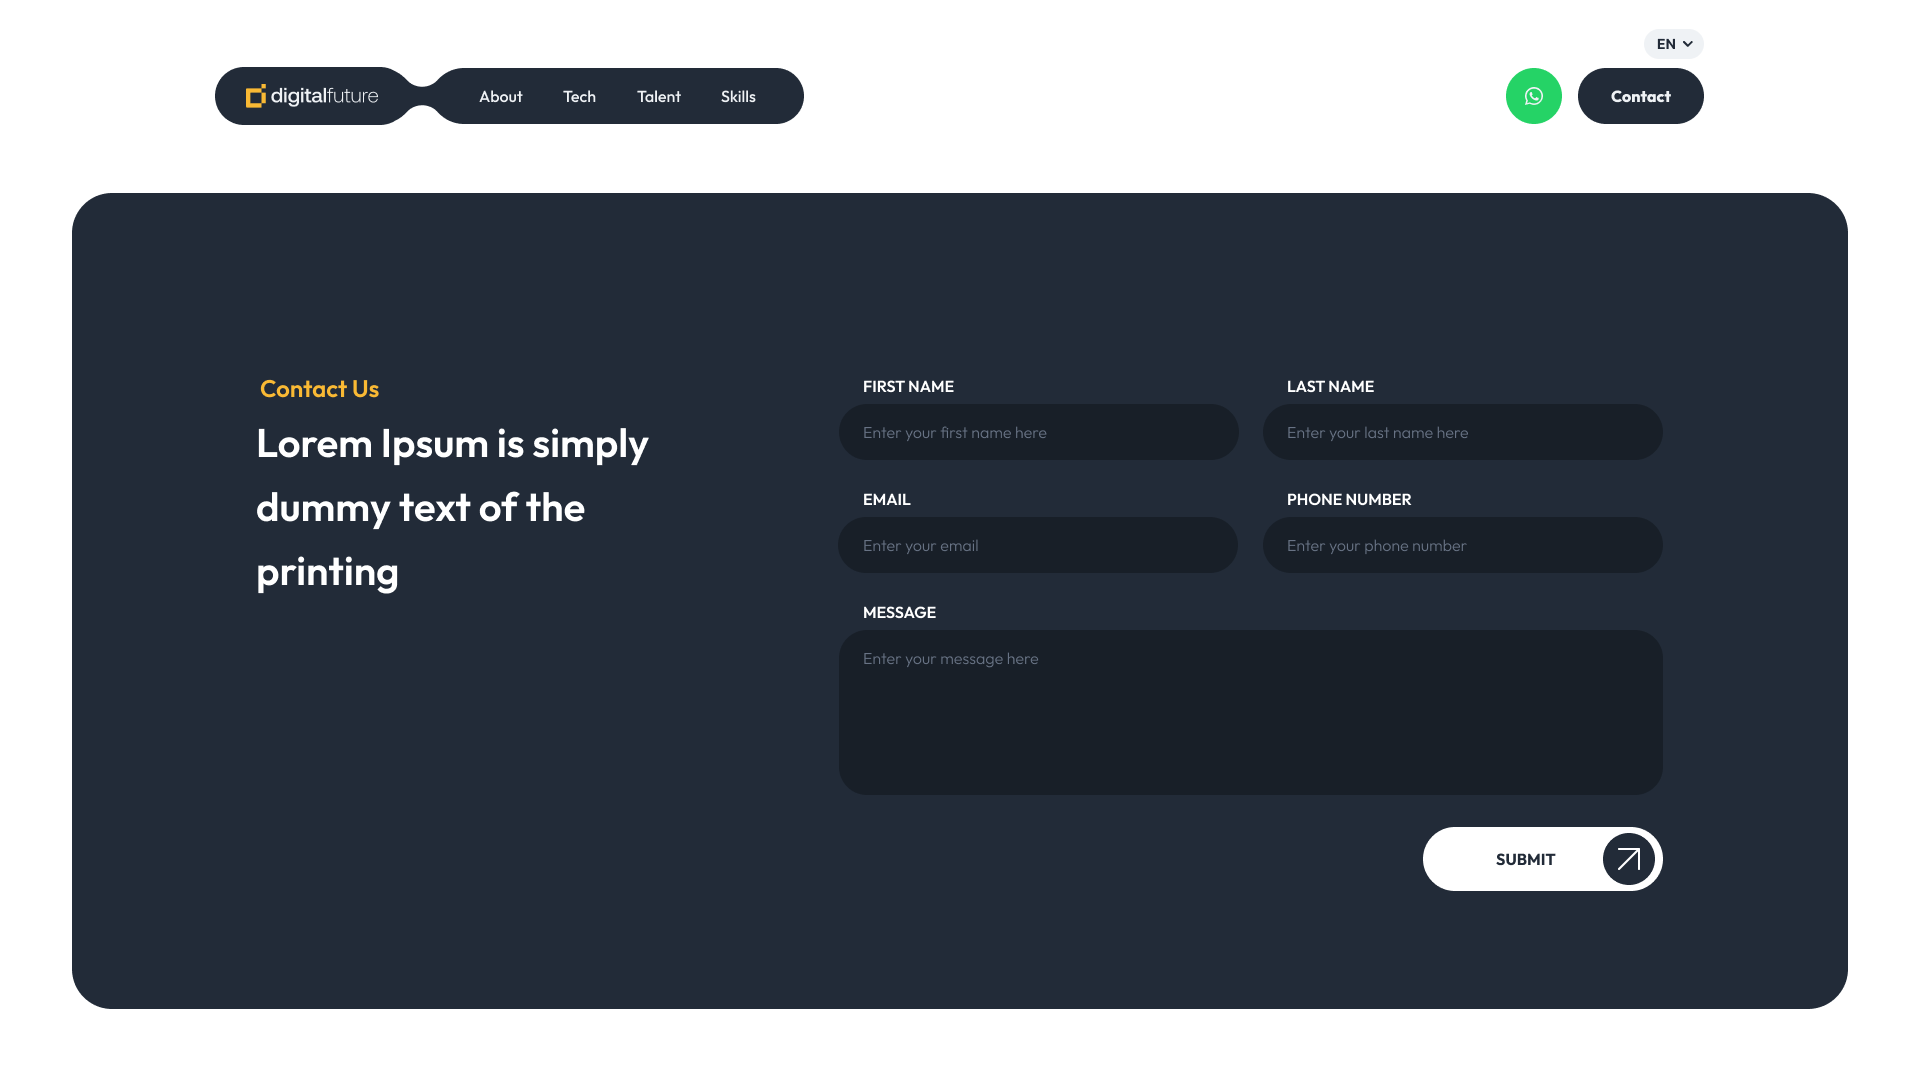 EN
digitalfuture
About
Tech
Talent
Skills
Contact
Contact Us
Lorem Ipsum is simply
dummy text of the
printing
FIRST NAME
Enter your first name here
LAST NAME
Enter your last name here
EMAIL
Enter your email
PHONE NUMBER
Enter your phone number
MESSAGE
Enter your message here
SUBMIT